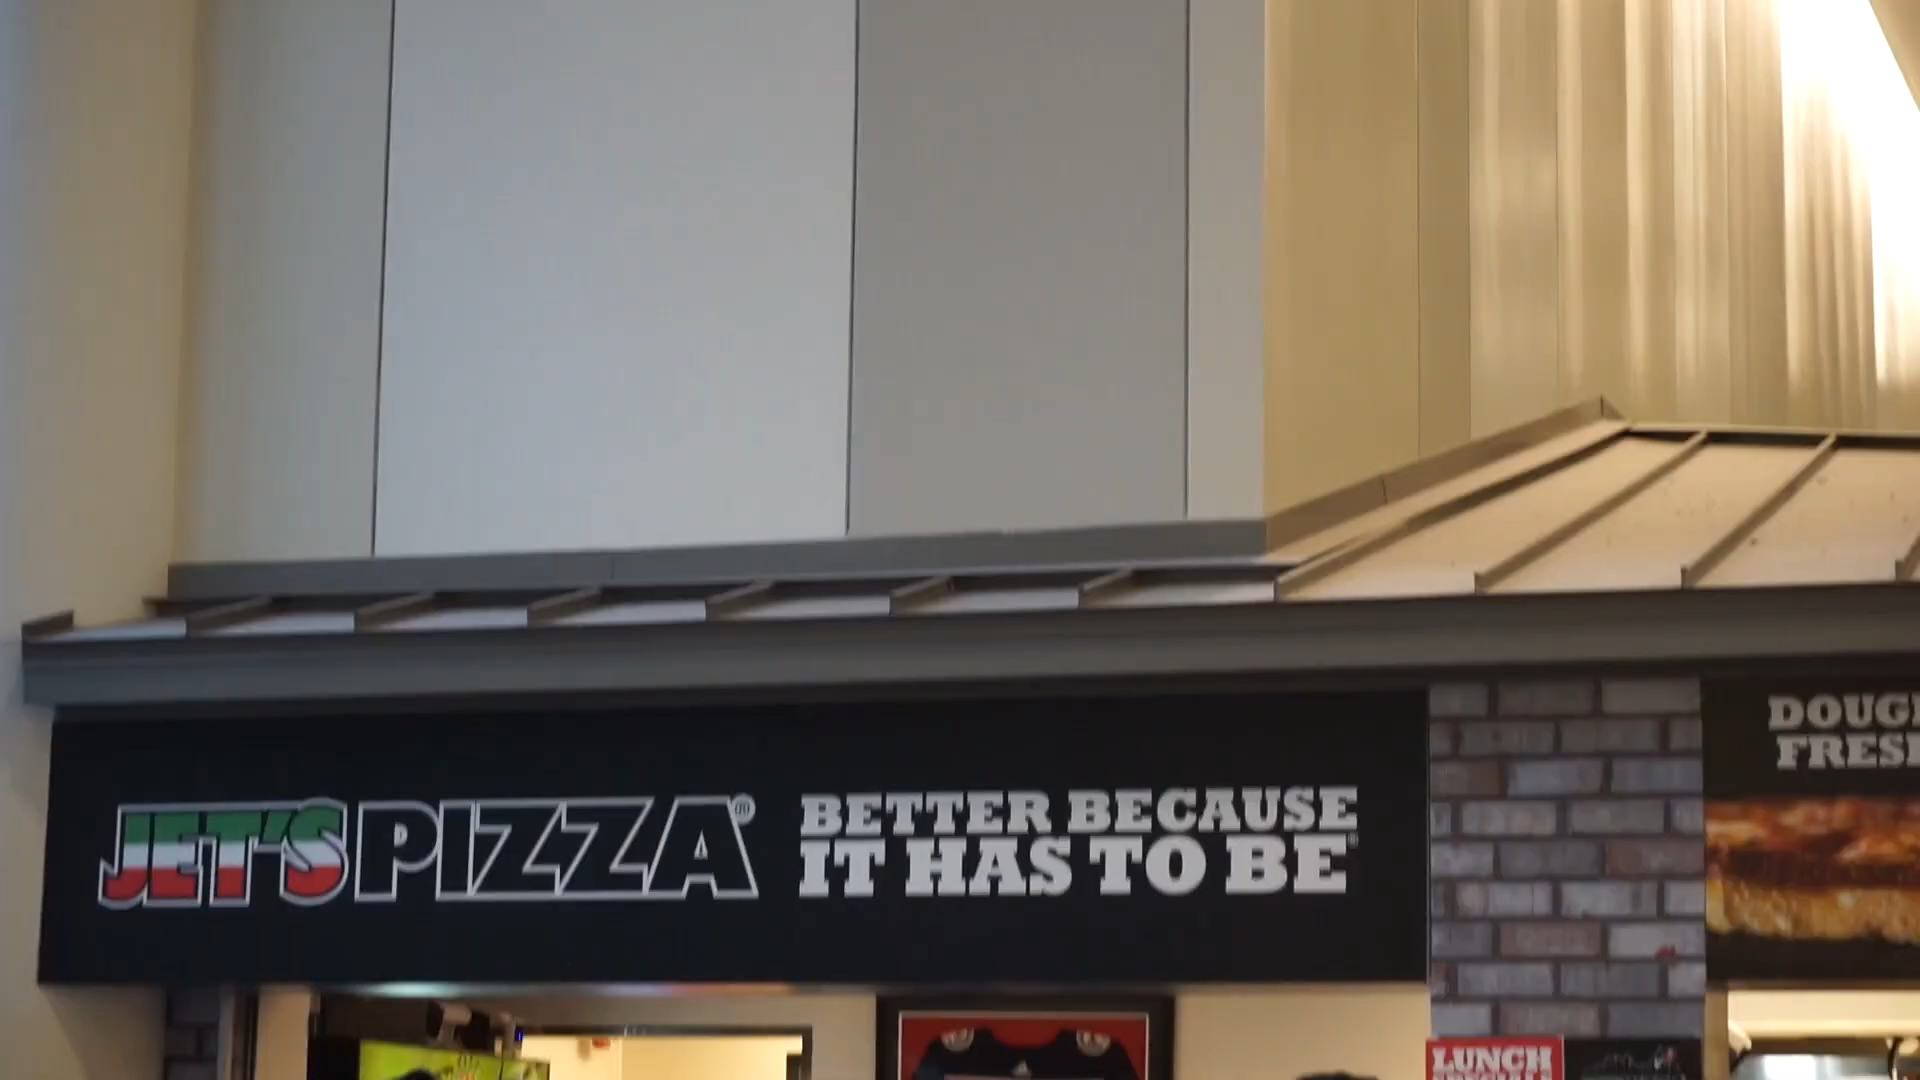 JET'S PIZZA®
BETTER BECAUSE
IT HAS TO BE
LUNCH